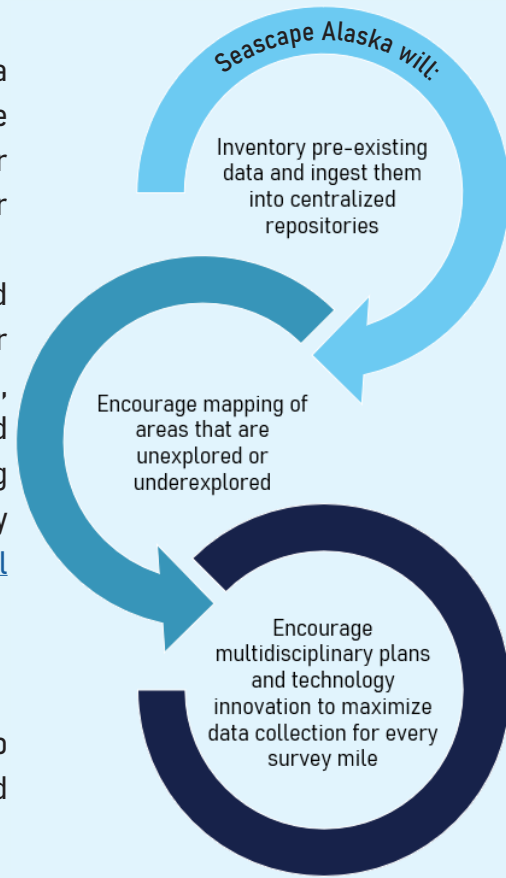 Seascape Alaska will:
Inventory pre-existing
data and ingest them
into centralized
repositories
Encourage mapping of
areas that are
unexplored or
underexplored
Encourage
multidisciplinary plans
and technology
innovation to maximize
data collection for every
survey mile